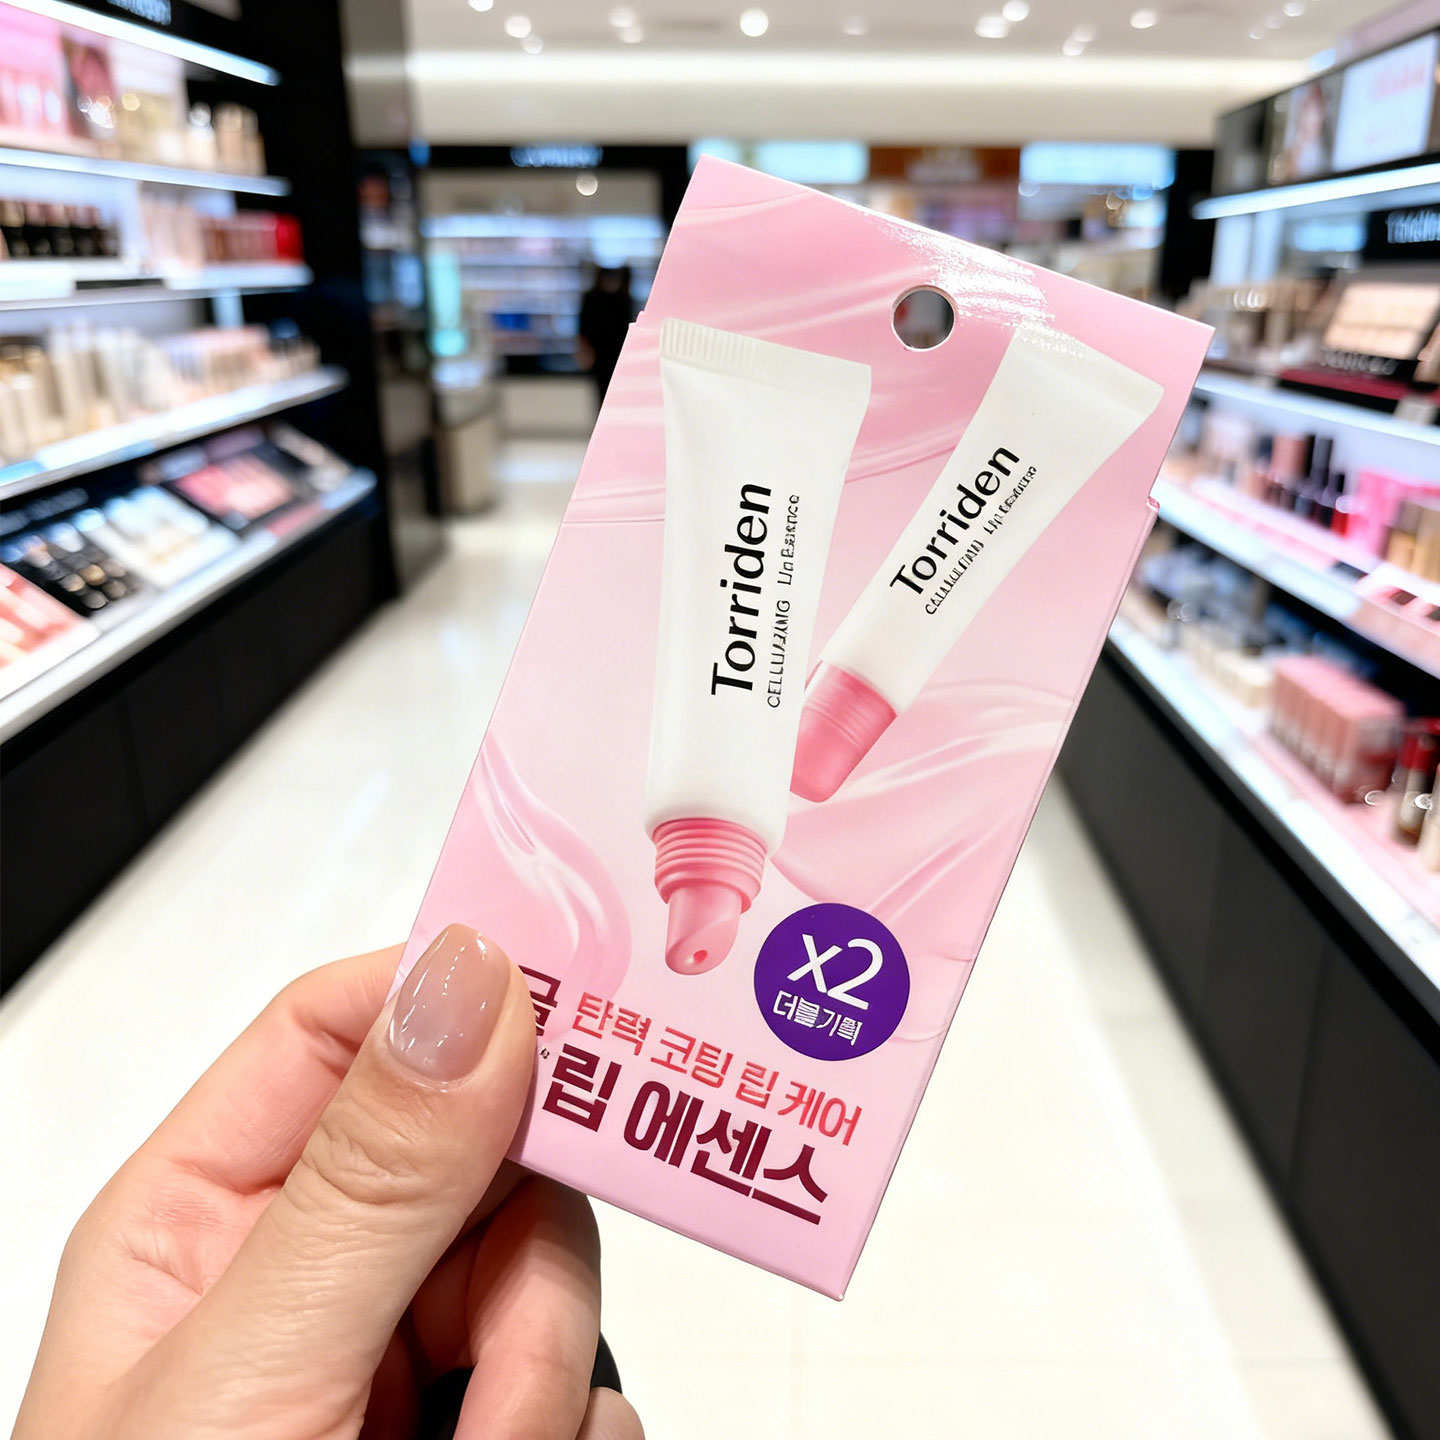 Torriden
Torriden
x2
더블기획
탄력 코팅 립 케어
립 에센스